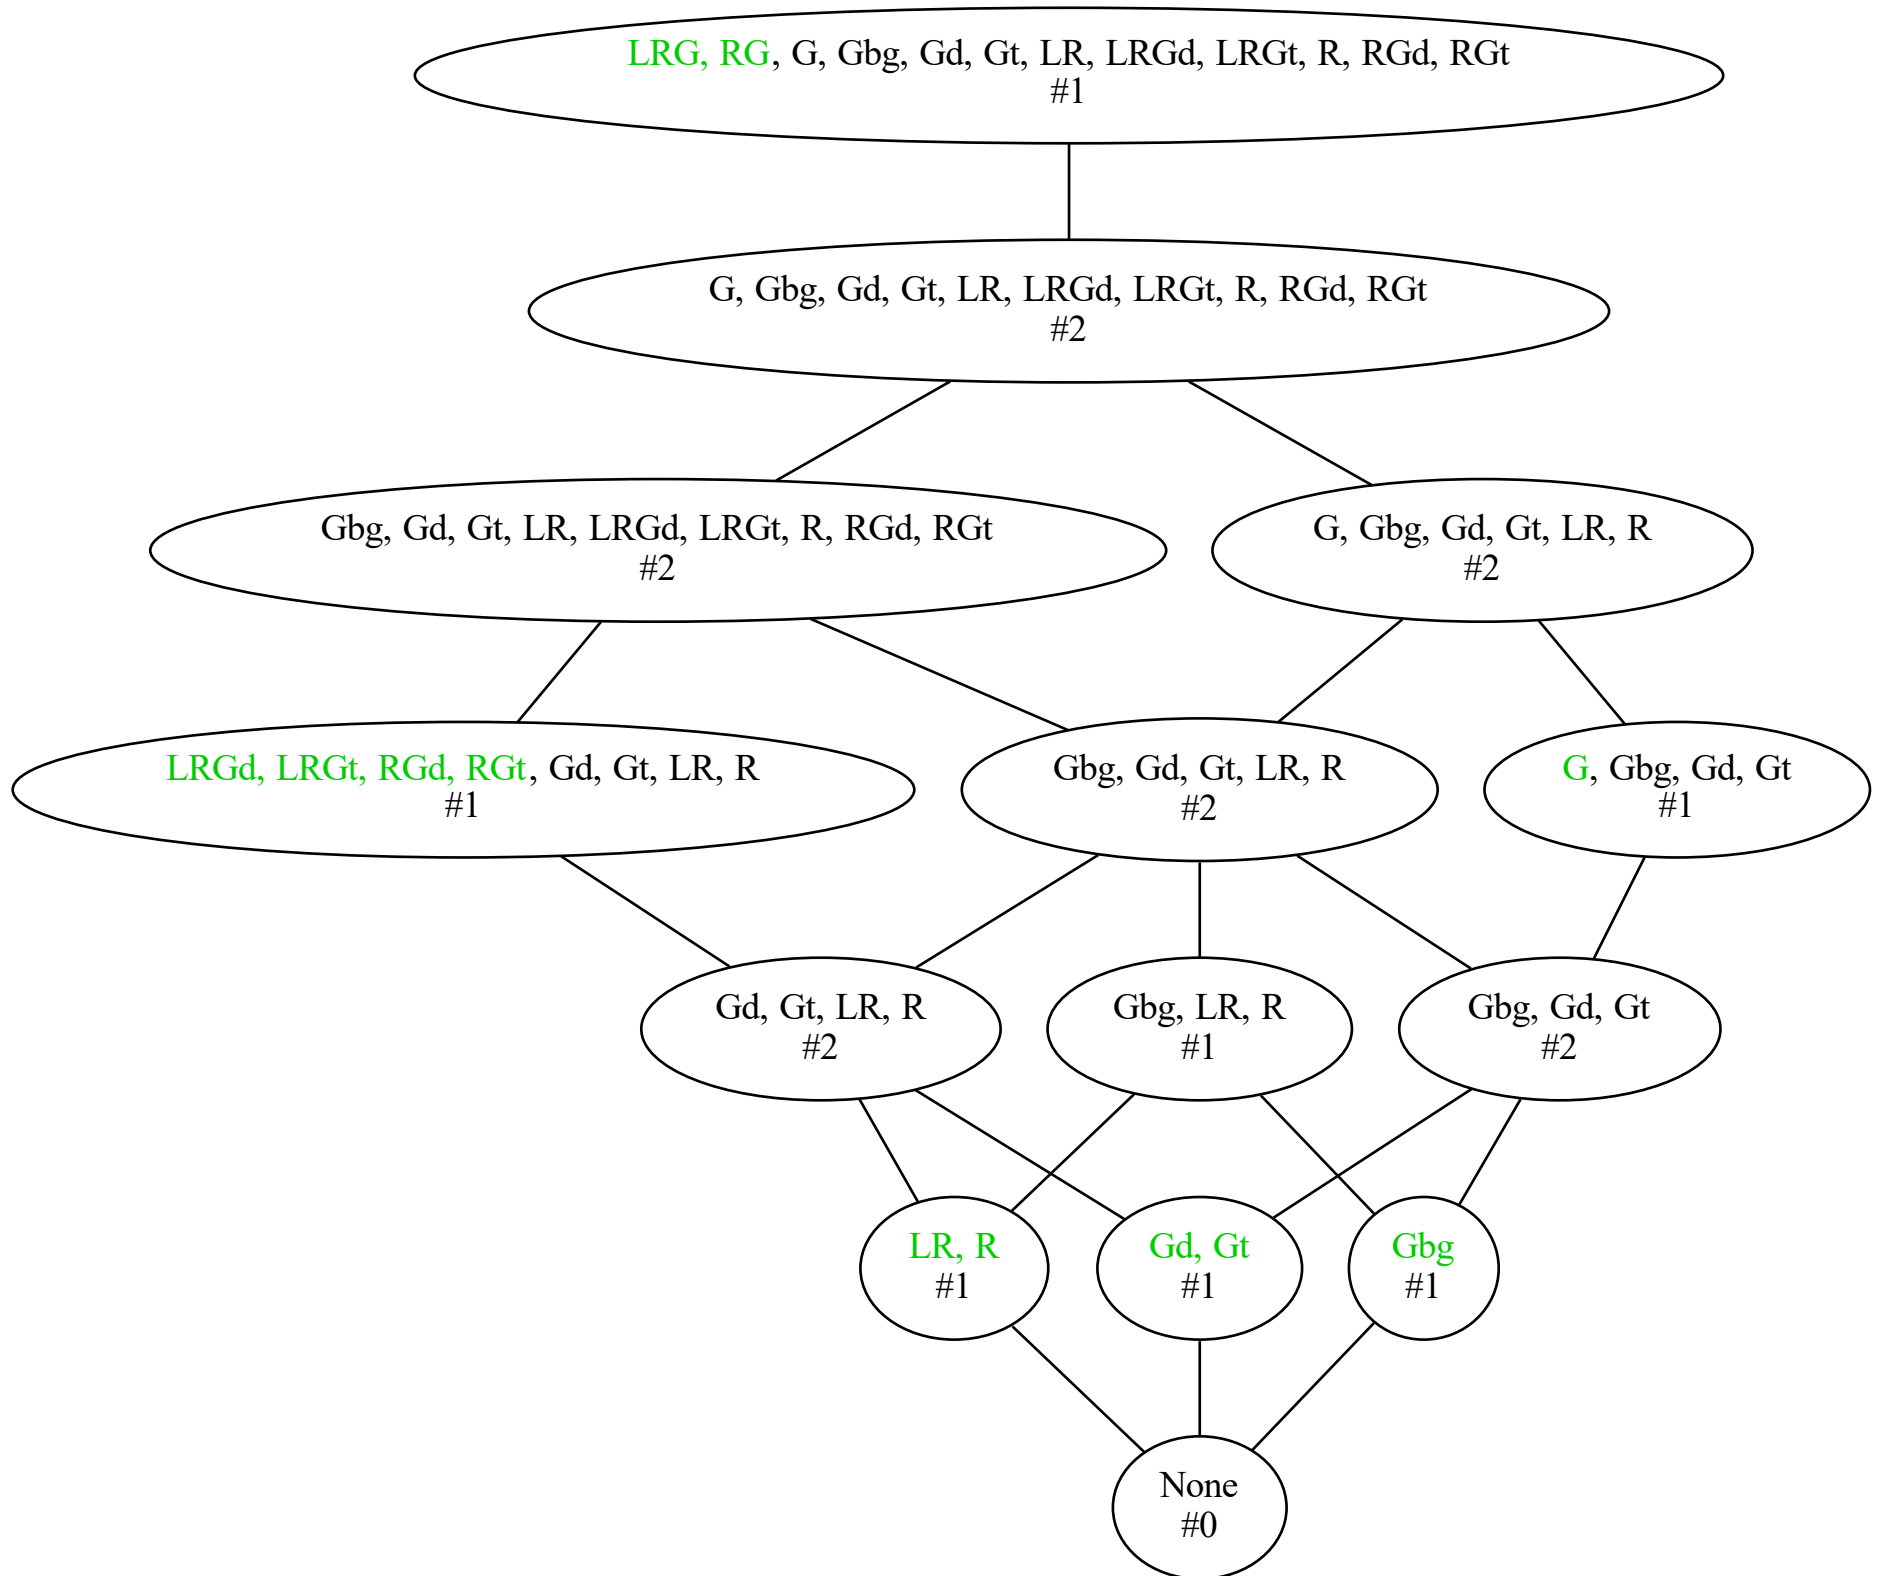 LRG, RG, G, Gbg, Gd, Gt, LR, LRGd, LRGt, R, RGd, RGt
#1
G, Gbg, Gd, Gt, LR, LRGd, LRGt, R, RGd, RGt
#2
Gbg, Gd, Gt, LR, LRGd, LRGt, R, RGd, RGt
#2
G, Gbg, Gd, Gt, LR, R
#2
LRGd, LRGt, RGd, RGt, Gd, Gt, LR, R
#1
Gbg, Gd, Gt, LR, R
#2
G, Gbg, Gd, Gt
#1
Gd, Gt, LR, R
#2
Gbg, LR, R
#1
Gbg, Gd, Gt
#2
LR, R
#1
Gd, Gt
#1
Gbg
#1
None
#0